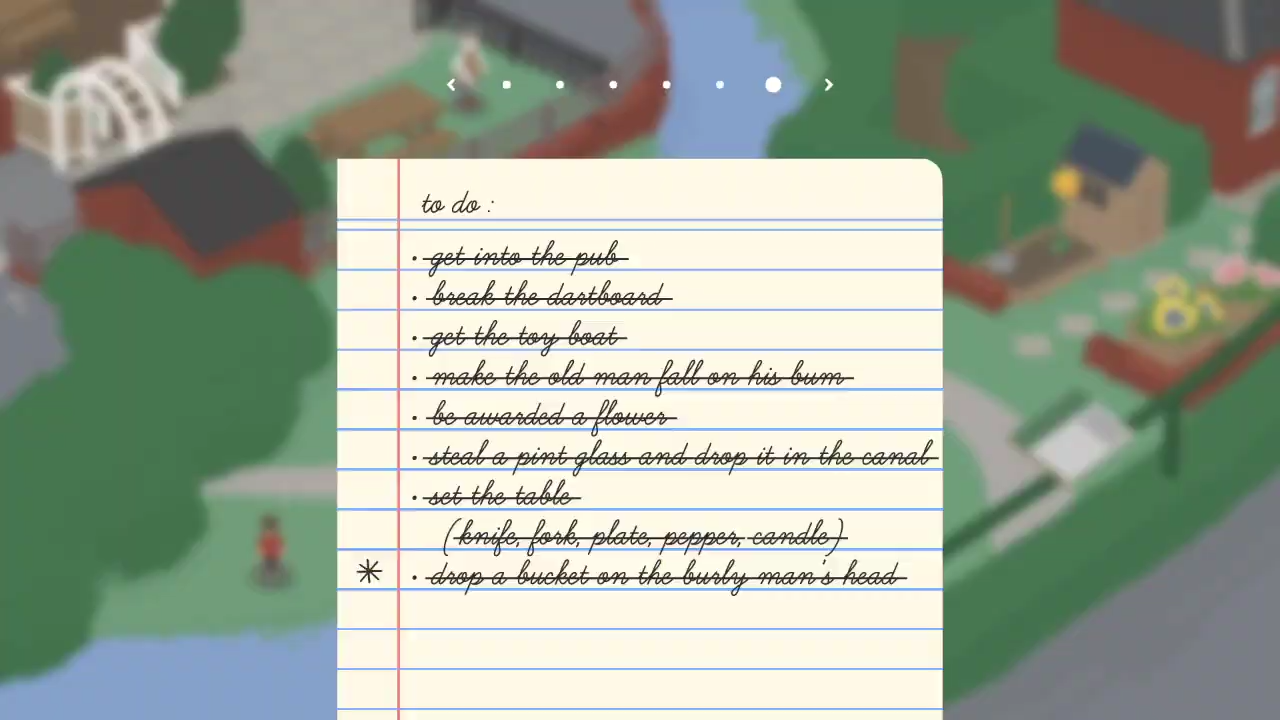 to do :
• get into the pub
• break the dartboard
• get the toy boat
• make the old man fall on his bum
• be awarded a flower
• steal a pint glass and drop it in the canal
• set the table
(knife, fork, plate, pepper, candle)
• drop a bucket on the burly man's head